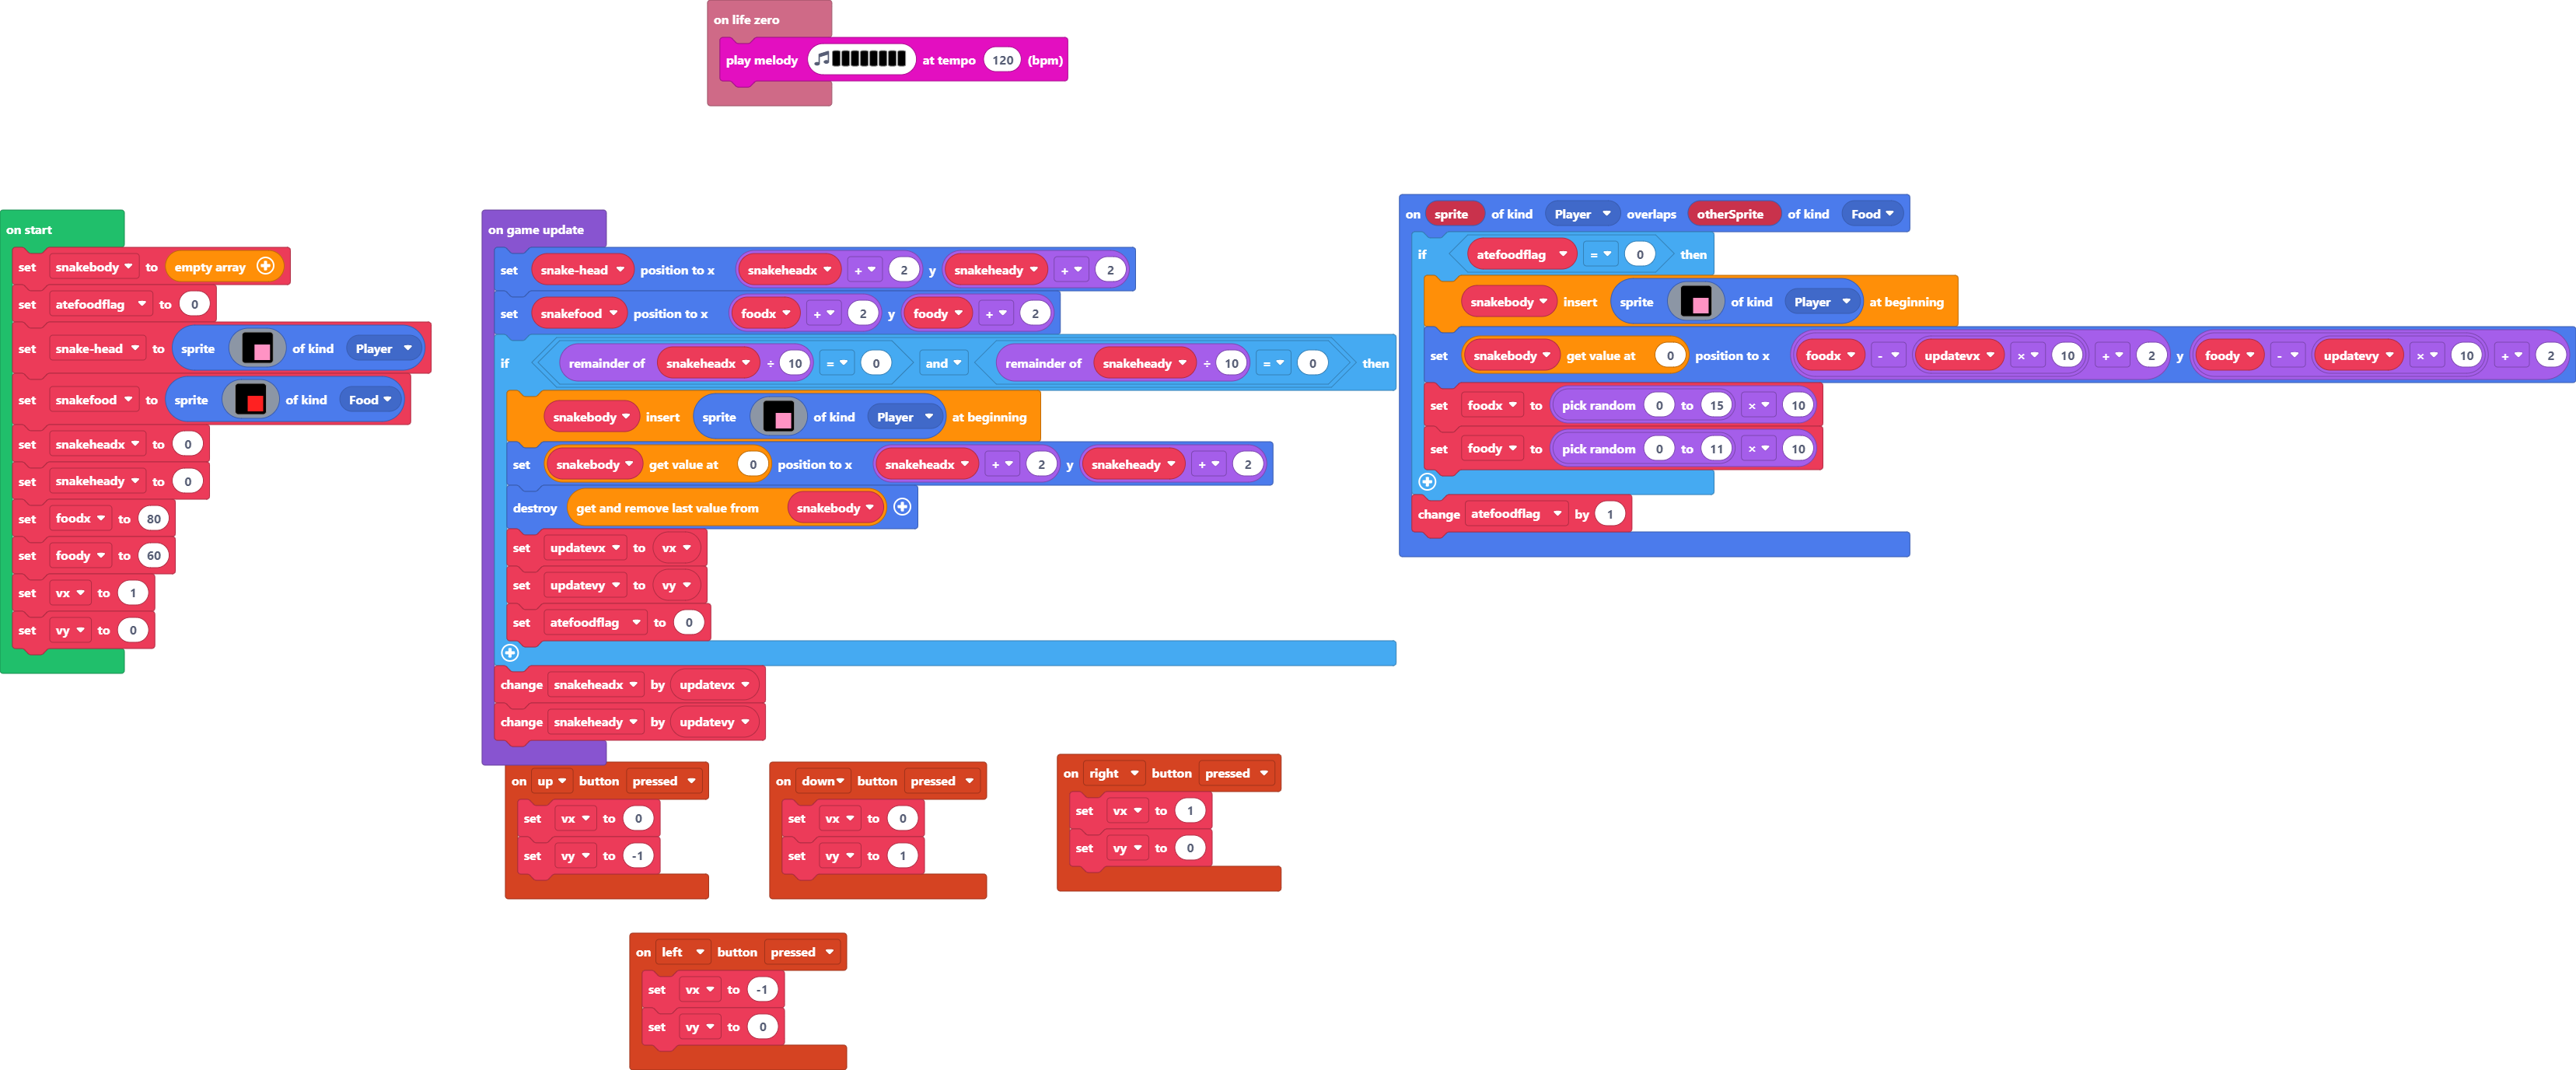 on life zero
play melody at tempo 120 (bpm)
on start
set snakebody to empty array
set atefoodflag to 0
set snake-head to sprite of kind Player
set snakefood to sprite of kind Food
set snakeheadx to 0
set snakeheady to 0
set foodx to 80
set foody to 60
set vx to 1
set vy to 0
on game update
set snake-head position to x snakeheadx + 2 y snakeheady + 2
set snakefood position to x foodx + 2 y foody + 2
if remainder of snakeheadx ÷ 10 = 0 and remainder of snakeheady ÷ 10 = 0 then
snakebody insert sprite of kind Player at beginning
set snakebody get value at 0 position to x snakeheadx + 2 y snakeheady + 2
destroy get and remove last value from snakebody
set updatevx to vx
set updatevy to vy
set atefoodflag to 0
change snakeheadx by updatevx
change snakeheady by updatevy
on sprite of kind Player overlaps otherSprite of kind Food
if atefoodflag = 0 then
snakebody insert sprite of kind Player at beginning
set snakebody get value at 0 position to x foodx - updatevx × 10 + 2 y foody - updatevy × 10 + 2
set foodx to pick random 0 to 15 × 10
set foody to pick random 0 to 11 × 10
change atefoodflag by 1
on up button pressed
set vx to 0
set vy to -1
on down button pressed
set vx to 0
set vy to 1
on right button pressed
set vx to 1
set vy to 0
on left button pressed
set vx to -1
set vy to 0